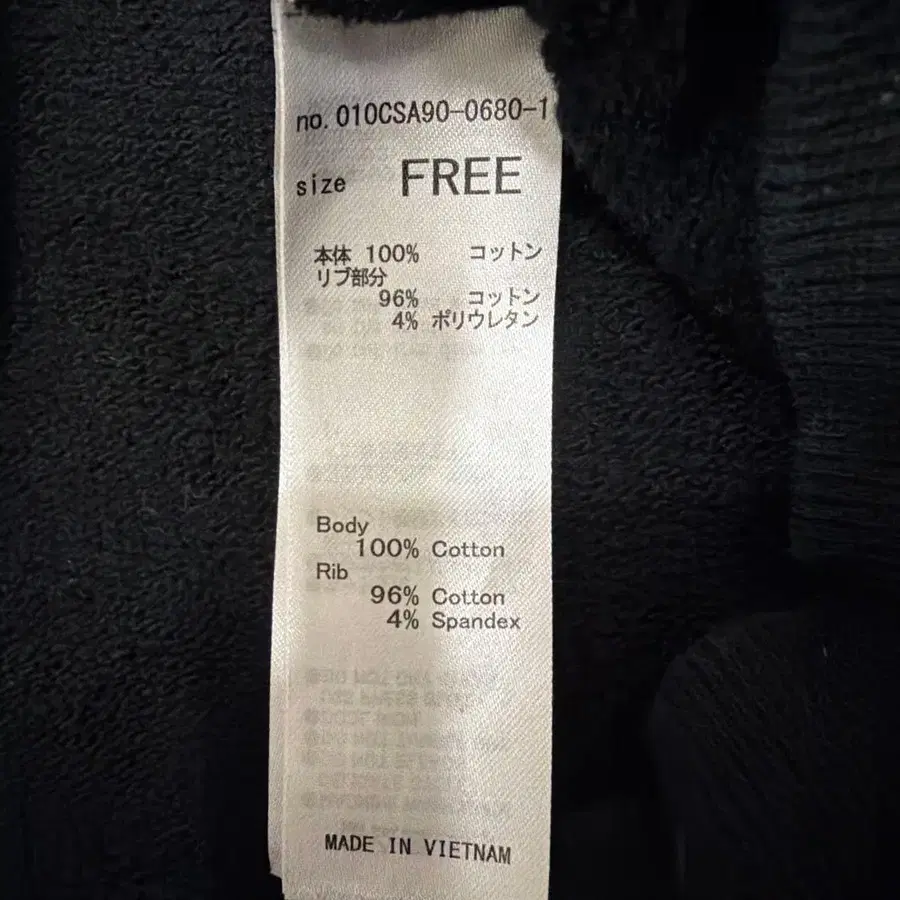 no. 010CSA90-0680-1
size FREE
本体 100% コットン
リブ部分
96% コットン
4% ポリウレタン
Body
100% Cotton
Rib
96% Cotton
4% Spandex
MADE IN VIETNAM